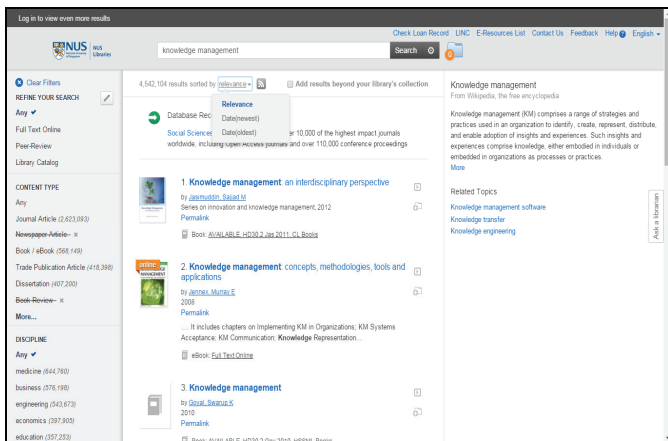 Log in to view even more results
Check Loan Record LINC E-Resources List Contact Us Feedback Help English
NUS
NUS Libraries
knowledge management
Search
0
Clear Filters
REFINE YOUR SEARCH
Any
Full Text Online
Peer-Review
Library Catalog
CONTENT TYPE
Any
Journal Article (2,623,093)
Newspaper Article
Book / eBook (568,149)
Trade Publication Article (418,398)
Dissertation (407,200)
Book Review
More...
DISCIPLINE
Any
medicine (644,760)
business (576,198)
engineering (543,673)
economics (397,905)
education (357,253)
4,542,104 results sorted by relevance
Add results beyond your library's collection
Relevance
Date(newest)
Date(oldest)
Database Rec
Social Sciences er 10,000 of the highest impact journals
worldwide, including Open Access journals and over 110,000 conference proceedings
1. Knowledge management: an interdisciplinary perspective
by Jasimuddin, Sajjad M
Series on innovation and knowledge management, 2012
Permalink
Book: AVAILABLE, HD30.2 Jas 2011, CL Books
online
2. Knowledge management: concepts, methodologies, tools and
applications
by Jennex, Murray E
2008
Permalink
.... It includes chapters on Implementing KM in Organizations; KM Systems
Acceptance; KM Communication; Knowledge Representation...
eBook: Full Text Online
3. Knowledge management
by Goyal, Swarup K
2010
Permalink
Knowledge management
From Wikipedia, the free encyclopedia
Knowledge management (KM) comprises a range of strategies and
practices used in an organization to identify, create, represent, distribute,
and enable adoption of insights and experiences. Such insights and
experiences comprise knowledge, either embodied in individuals or
embedded in organizations as processes or practices.
More
Related Topics
Knowledge management software
Knowledge transfer
Knowledge engineering
Ask a librarian